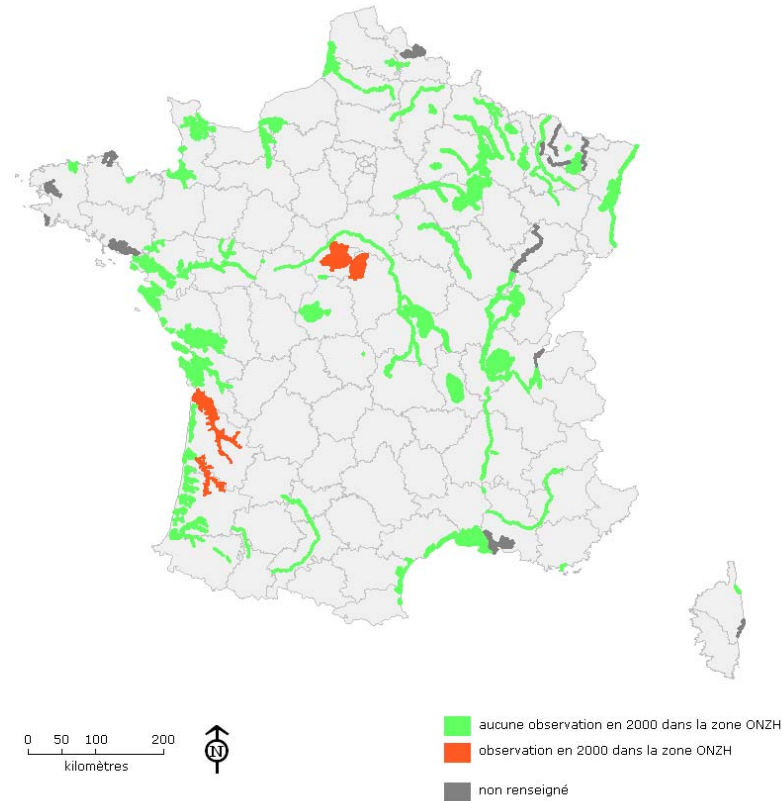 0 50 100 200
kilomètres
N
aucune observation en 2000 dans la zone ONZH
observation en 2000 dans la zone ONZH
non renseigné